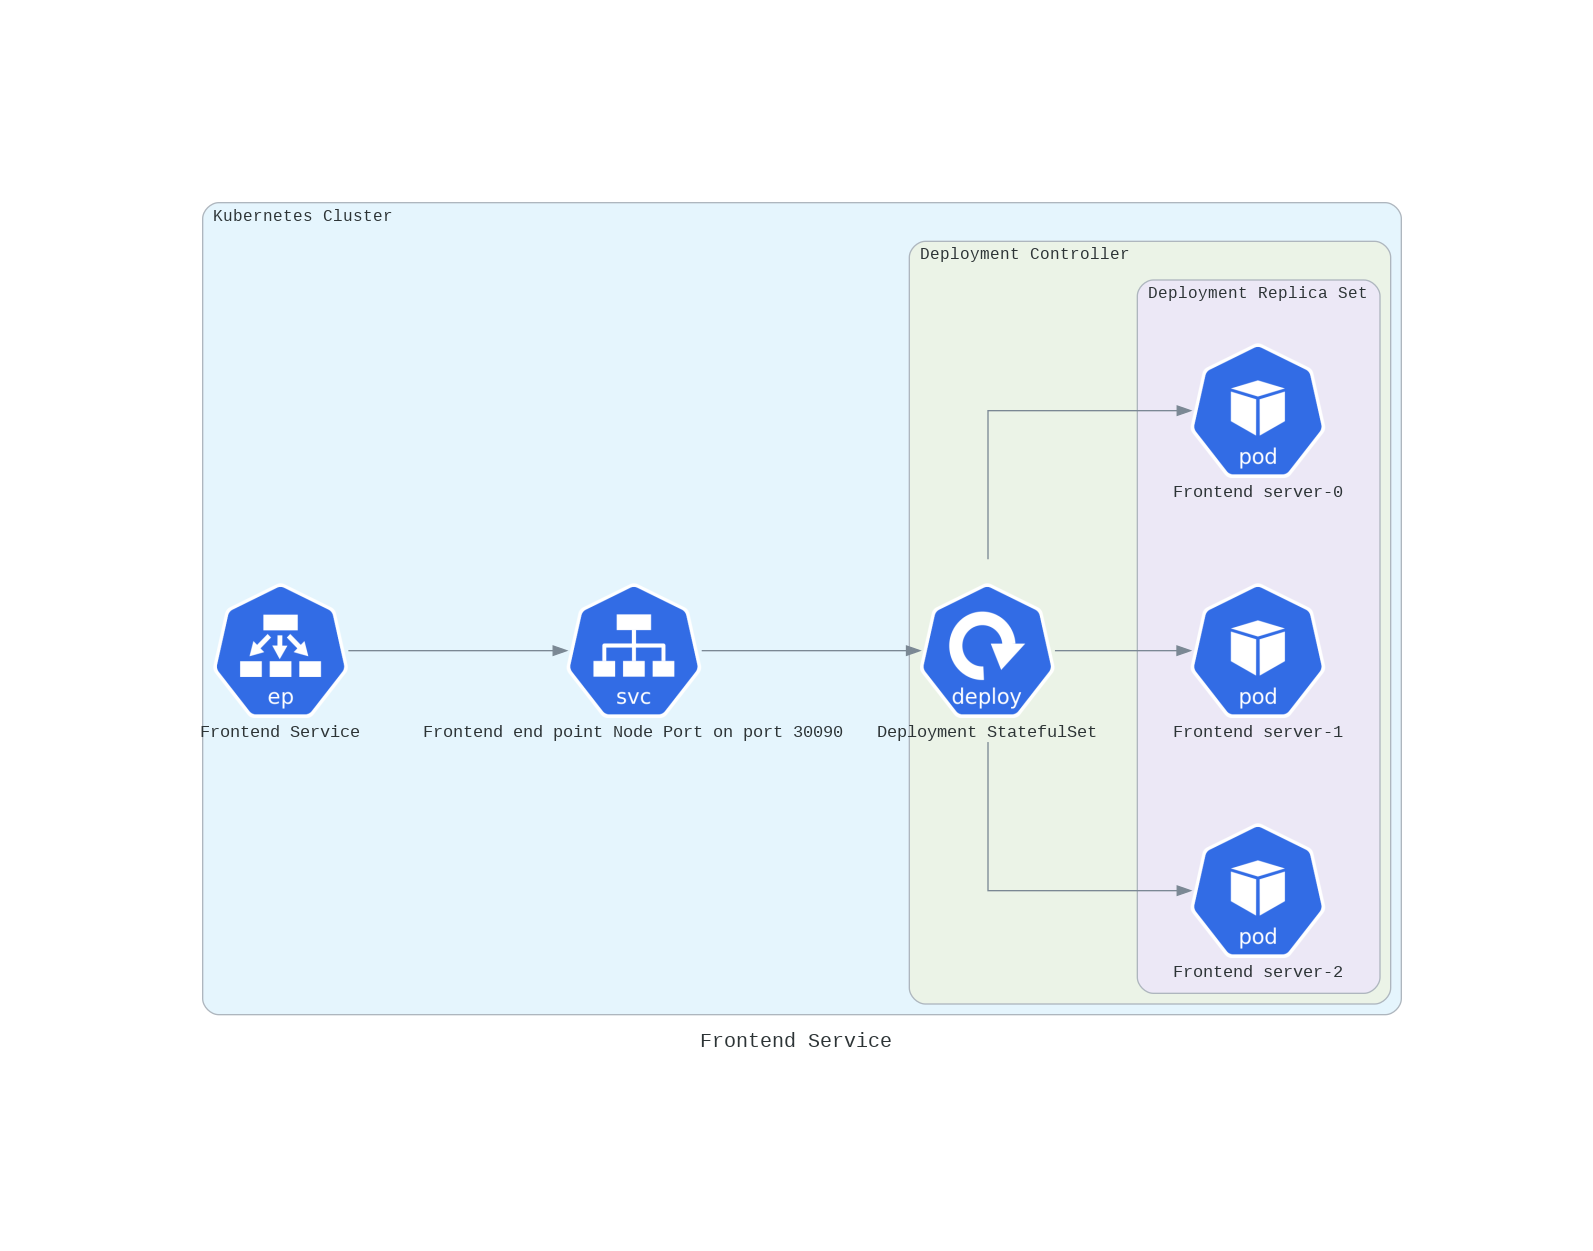 Kubernetes Cluster
Deployment Controller
Deployment Replica Set
pod
Frontend server-0
ep
Frontend Service
svc
Frontend end point Node Port on port 30090
deploy
Deployment StatefulSet
pod
Frontend server-1
pod
Frontend server-2
Frontend Service